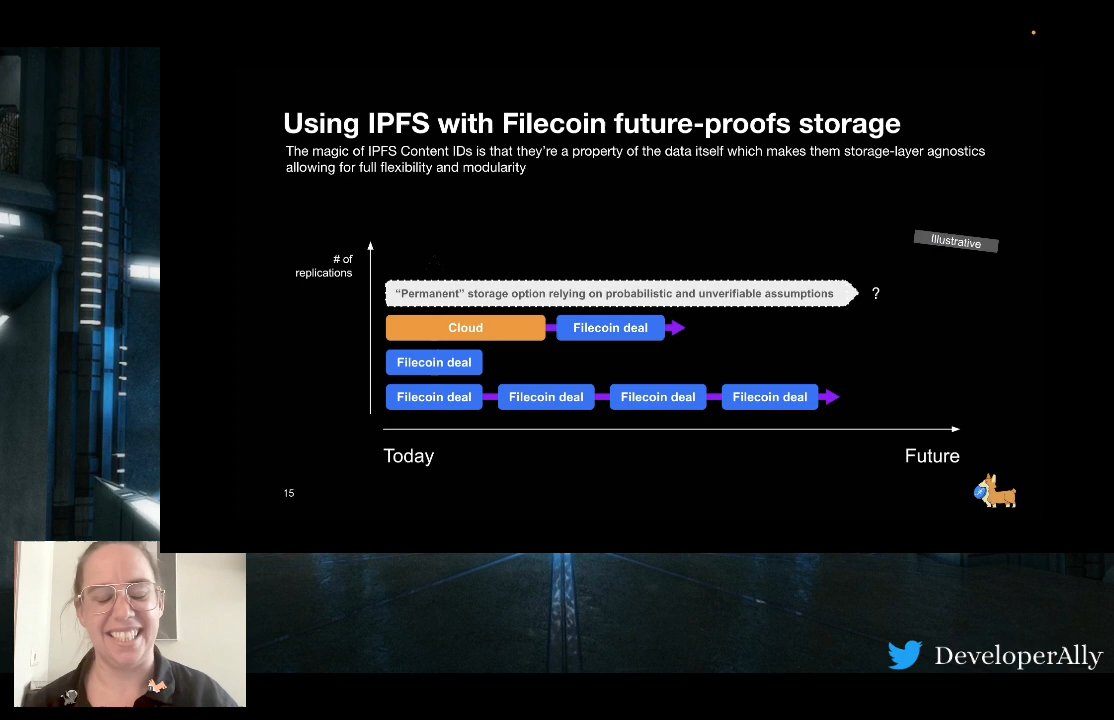 Using IPFS with Filecoin future-proofs storage
The magic of IPFS Content IDs is that they're a property of the data itself which makes them storage-layer agnostics
allowing for full flexibility and modularity
Illustrative
# of
replications
“Permanent” storage option relying on probabilistic and unverifiable assumptions
?
Cloud
Filecoin deal
Filecoin deal
Filecoin deal
Filecoin deal
Filecoin deal
Filecoin deal
Today
Future
15
DeveloperAlly